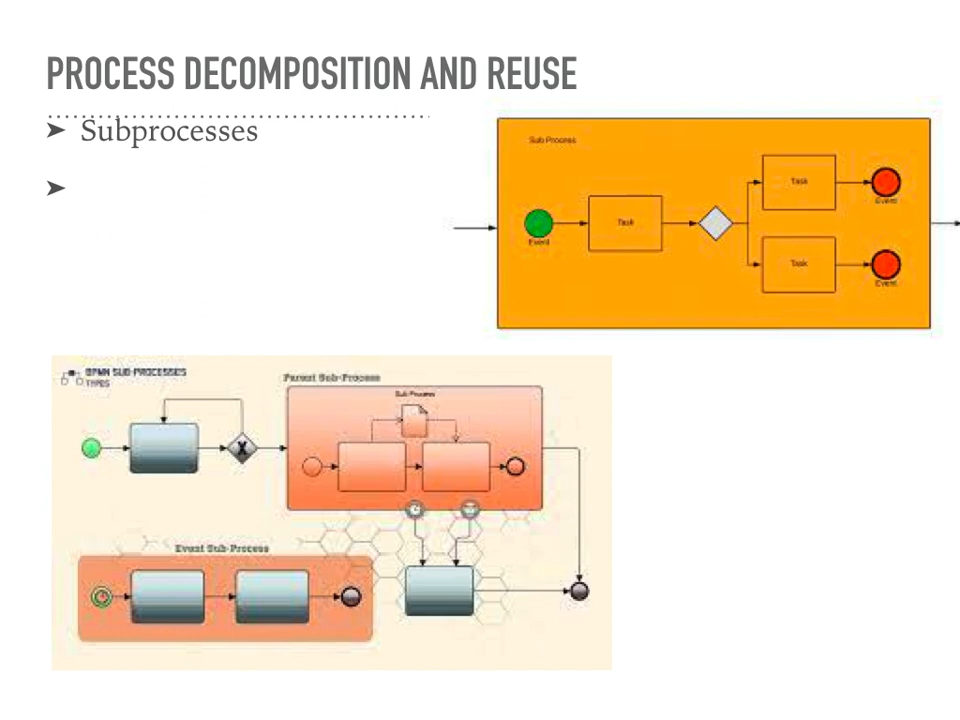 PROCESS DECOMPOSITION AND REUSE
➤ Subprocesses
➤
Sub Process
Task
Event
Task
Event
Task
Event
BPMN SUB-PROCESSES
TYPES
Parent Sub-Process
Sub Process
X
Event Sub-Process